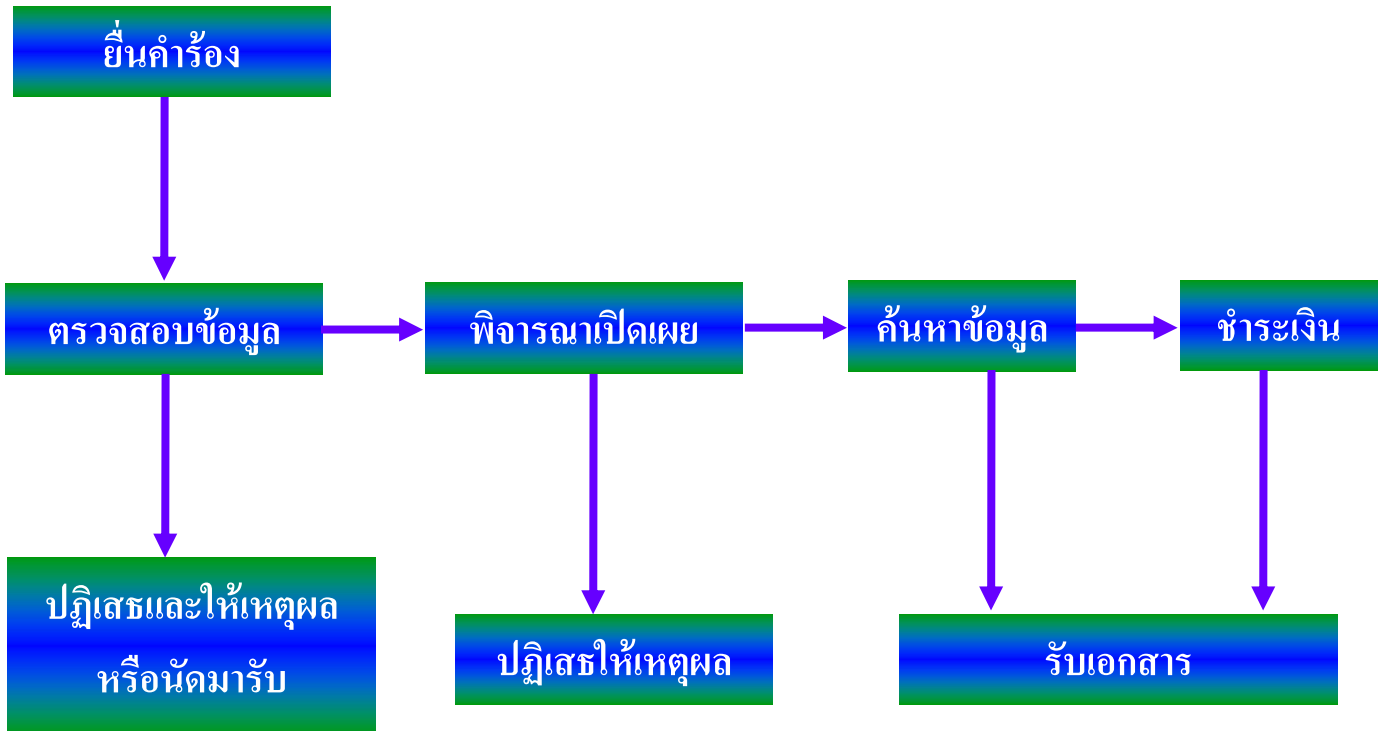 ยื่นคำร้อง
ตรวจสอบข้อมูล
พิจารณาเปิดเผย
ค้นหาข้อมูล
ชำระเงิน
ปฏิเสธและให้เหตุผล
หรือนัดมารับ
ปฏิเสธให้เหตุผล
รับเอกสาร